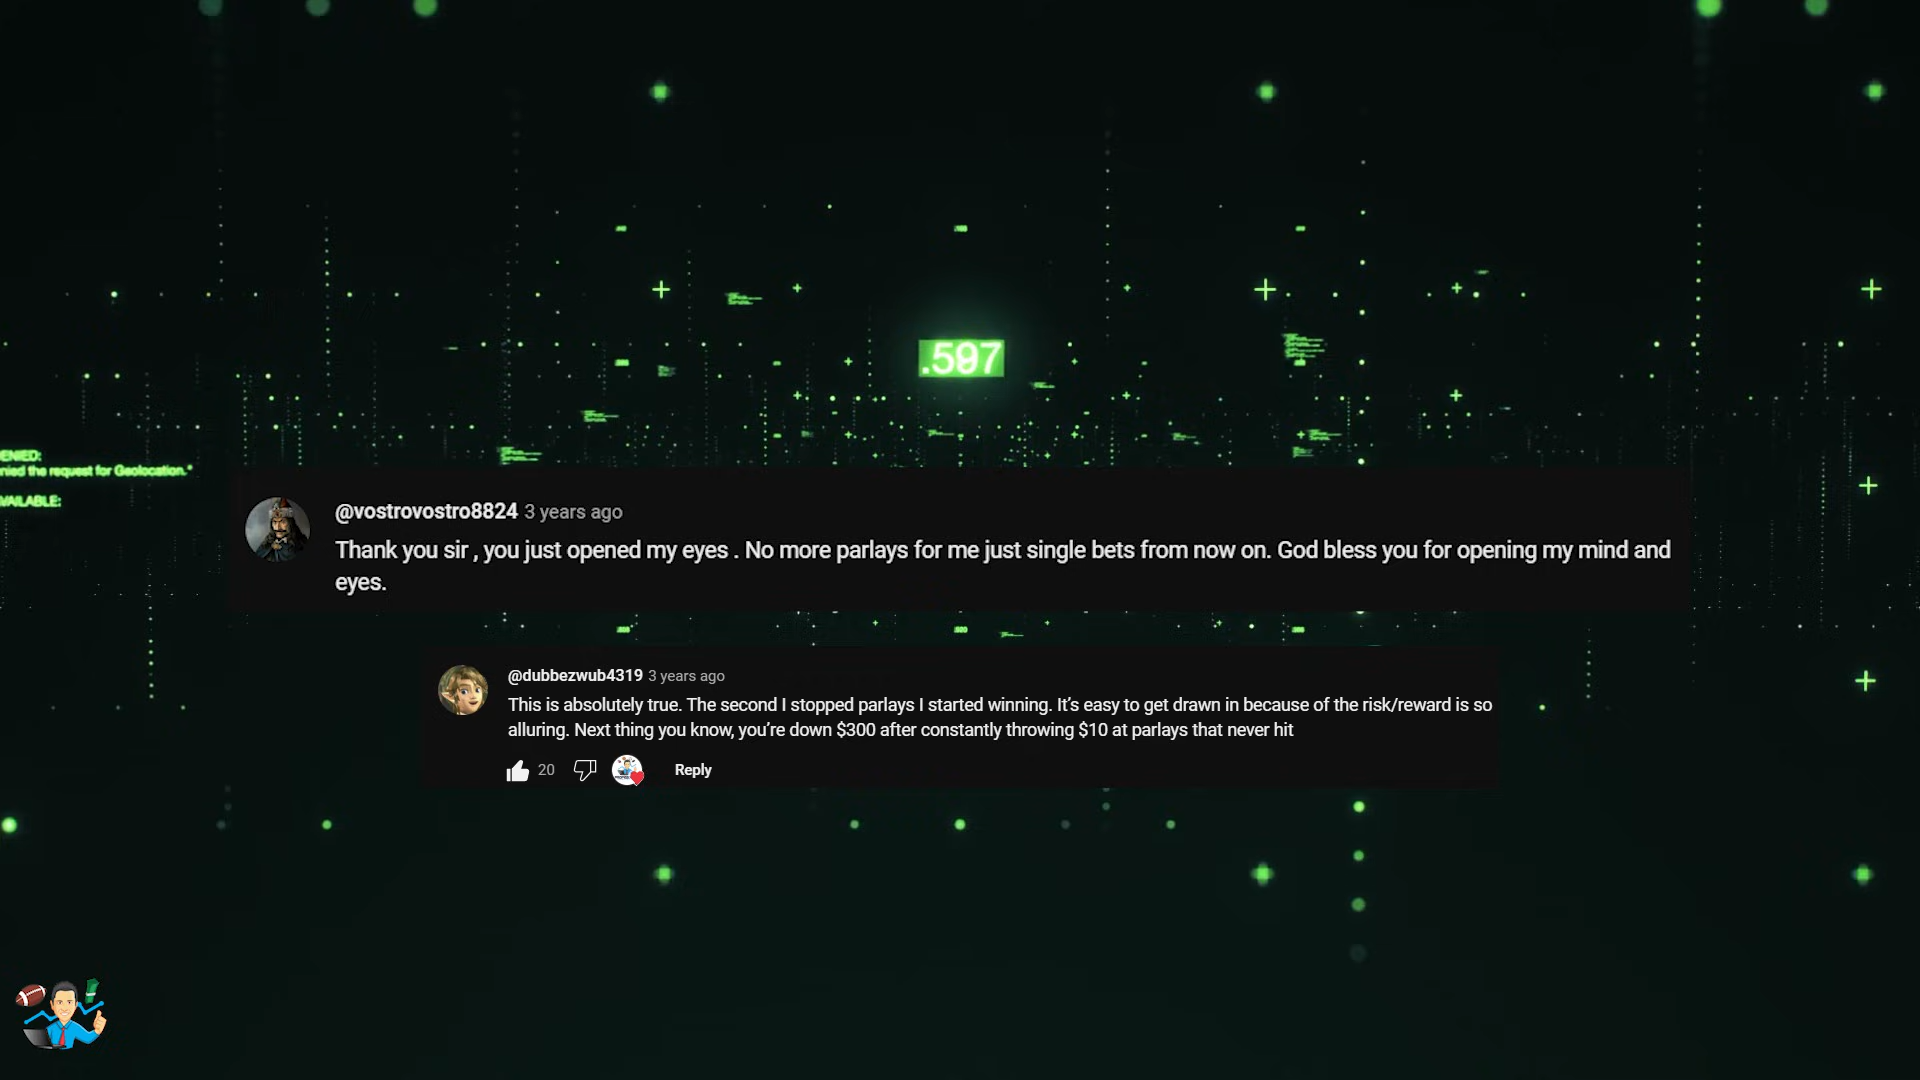 .597
ENIED:
nied the request for Geolocation."
VAILABLE:
@vostrovostro8824 3 years ago
Thank you sir , you just opened my eyes . No more parlays for me just single bets from now on. God bless you for opening my mind and
eyes.
@dubbezwub4319 3 years ago
This is absolutely true. The second I stopped parlays I started winning. It’s easy to get drawn in because of the risk/reward is so
alluring. Next thing you know, you’re down $300 after constantly throwing $10 at parlays that never hit
20 Reply